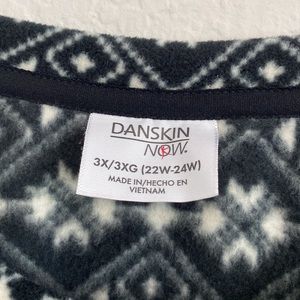 DANSKIN
NOW.
3X/3XG (22W-24W)
MADE IN/HECHO EN
VIETNAM